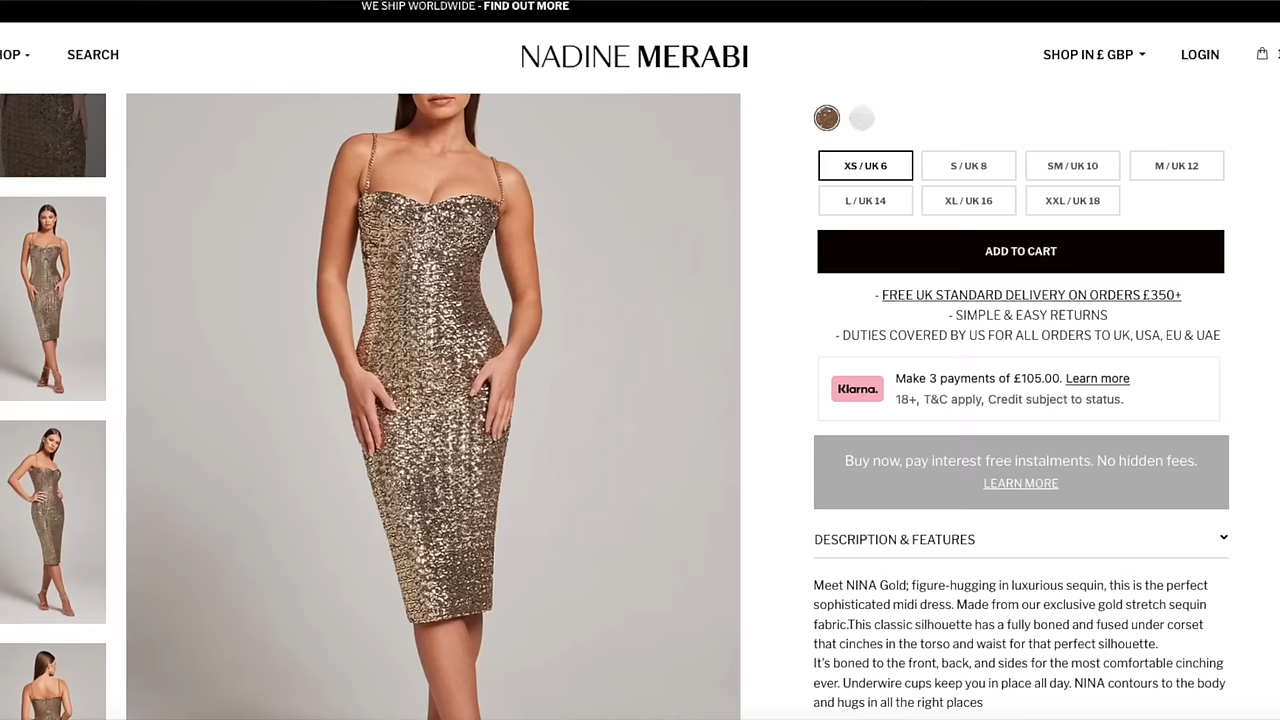 WE SHIP WORLDWIDE - FIND OUT MORE
SEARCH
NADINE MERABI
SHOP IN £ GBP
LOGIN
XS / UK 6
S / UK 8
SM / UK 10
M / UK 12
L / UK 14
XL / UK 16
XXL / UK 18
ADD TO CART
- FREE UK STANDARD DELIVERY ON ORDERS £350+
- SIMPLE & EASY RETURNS
- DUTIES COVERED BY US FOR ALL ORDERS TO UK, USA, EU & UAE
Klarna.
Make 3 payments of £105.00. Learn more
18+, T&C apply, Credit subject to status.
Buy now, pay interest free instalments. No hidden fees.
LEARN MORE
DESCRIPTION & FEATURES
Meet NINA Gold; figure-hugging in luxurious sequin, this is the perfect
sophisticated midi dress. Made from our exclusive gold stretch sequin
fabric.This classic silhouette has a fully boned and fused under corset
that cinches in the torso and waist for that perfect silhouette.
It's boned to the front, back, and sides for the most comfortable cinching
ever. Underwire cups keep you in place all day. NINA contours to the body
and hugs in all the right places